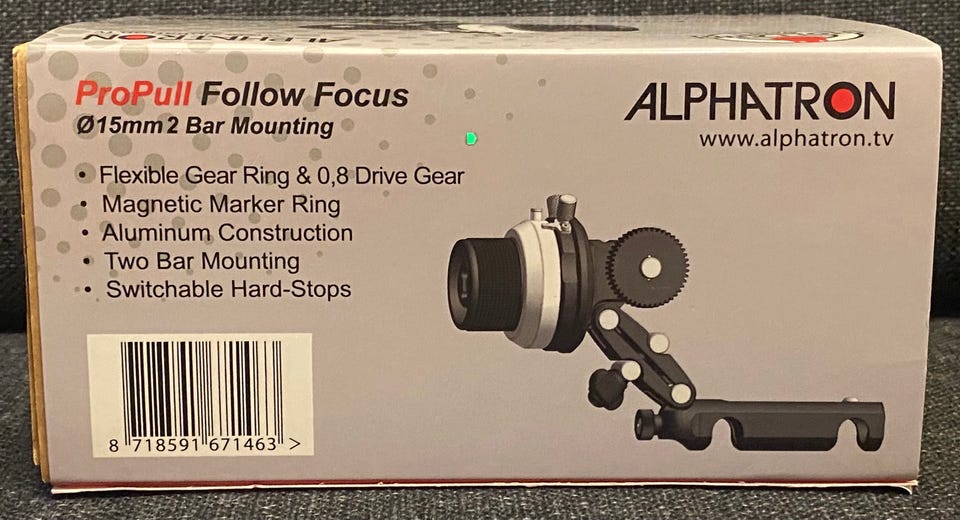 ALPHATRON
ProPull Follow Focus
Ø15mm 2 Bar Mounting
ALPHATRON
www.alphatron.tv
• Flexible Gear Ring & 0,8 Drive Gear
• Magnetic Marker Ring
• Aluminum Construction
• Two Bar Mounting
• Switchable Hard-Stops
8 718591 671463 >